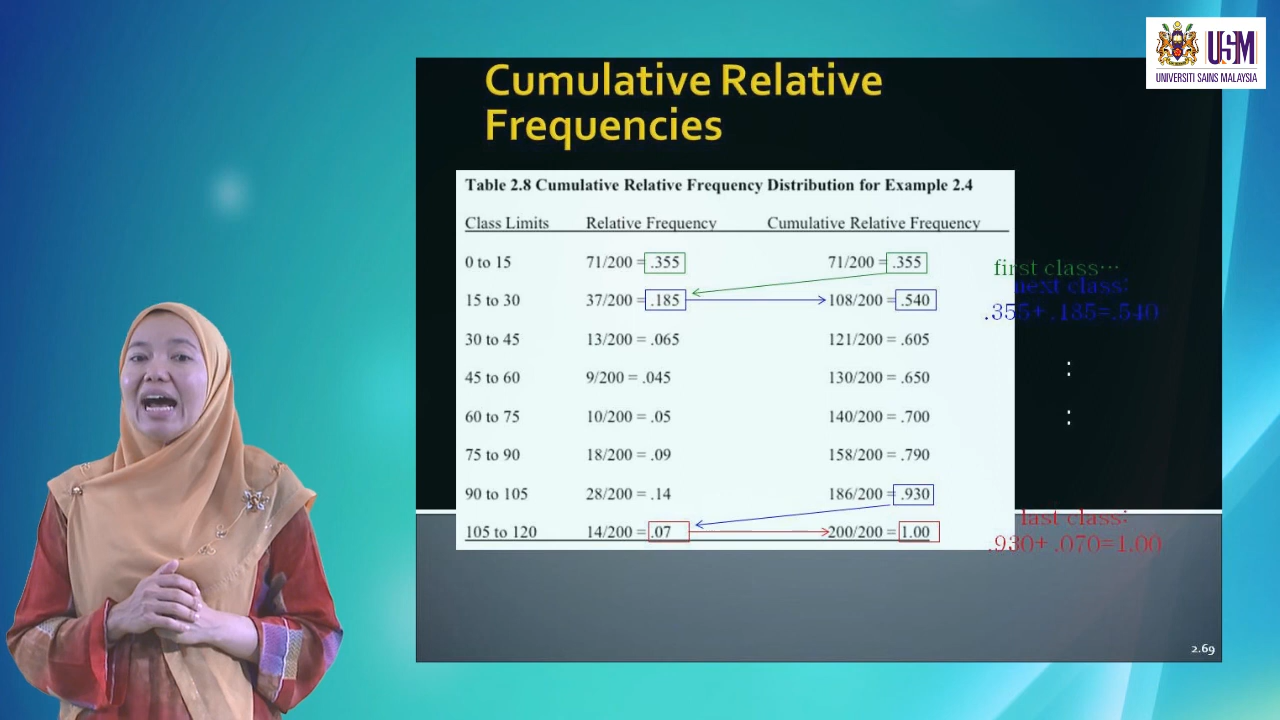 USM
UNIVERSITI SAINS MALAYSIA
Cumulative Relative
Frequencies
Table 2.8 Cumulative Relative Frequency Distribution for Example 2.4
Class Limits Relative Frequency Cumulative Relative Frequency
0 to 15 71/200 = .355 71/200 = .355
first class…
next class:
15 to 30 37/200 = .185 108/200 = .540
.355+.185=.540
30 to 45 13/200 = .065 121/200 = .605
:
45 to 60 9/200 = .045 130/200 = .650
60 to 75 10/200 = .05 140/200 = .700
:
75 to 90 18/200 = .09 158/200 = .790
90 to 105 28/200 = .14 186/200 = .930
last class:
105 to 120 14/200 = .07 200/200 = 1.00
.930+.070=1.00
2.69